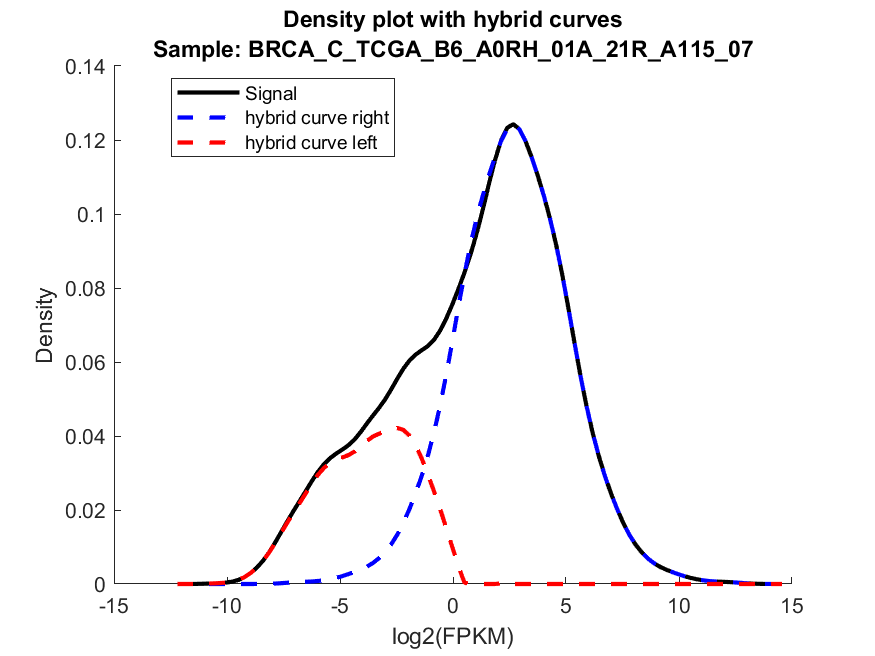 Density plot with hybrid curves
Sample: BRCA_C_TCGA_B6_A0RH_01A_21R_A115_07
Signal
hybrid curve right
hybrid curve left
0.14
0.12
0.1
0.08
0.06
0.04
0.02
0
Density
-15
-10
-5
0
5
10
15
log2(FPKM)